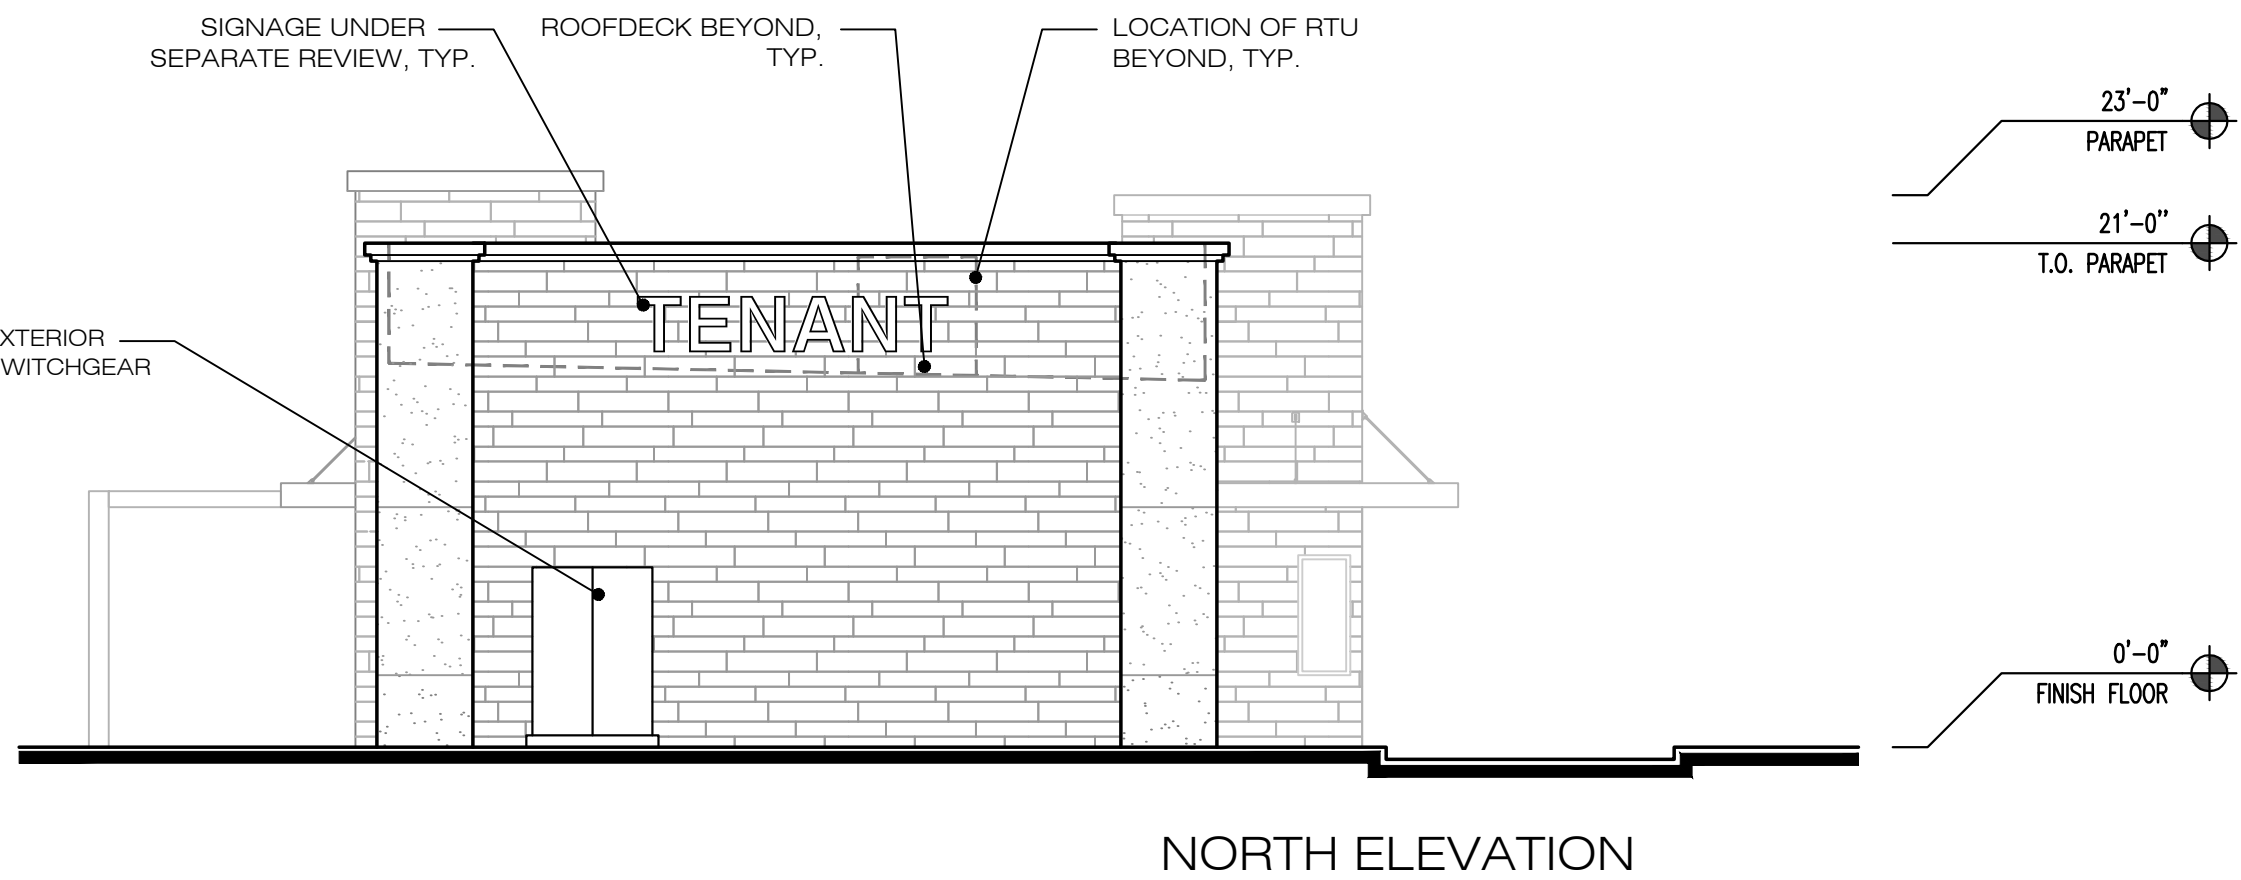 SIGNAGE UNDER
SEPARATE REVIEW, TYP.
ROOFDECK BEYOND,
TYP.
LOCATION OF RTU
BEYOND, TYP.
23'-0"
PARAPET
21'-0"
T.O. PARAPET
TENANT
XTERIOR
WITCHGEAR
0'-0"
FINISH FLOOR
NORTH ELEVATION